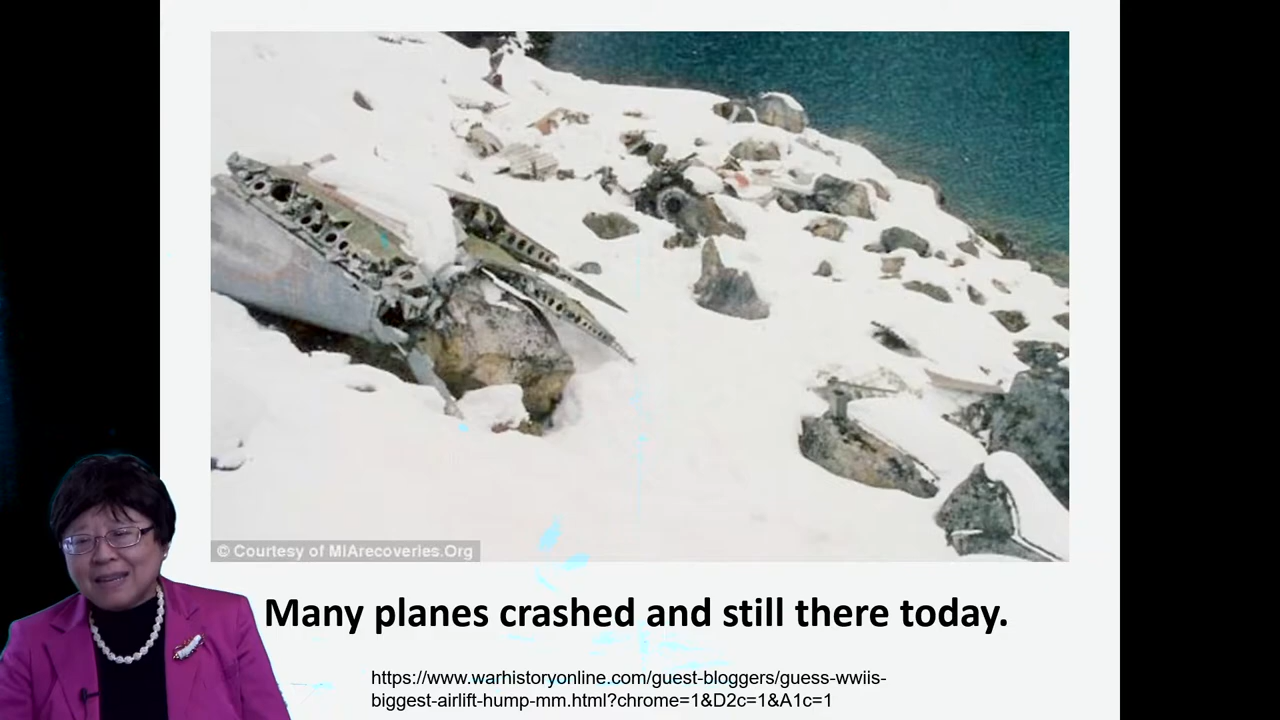 © Courtesy of MIArecoveries.Org
Many planes crashed and still there today.
https://www.warhistoryonline.com/guest-bloggers/guess-wwiis-
biggest-airlift-hump-mm.html?chrome=1&D2c=1&A1c=1